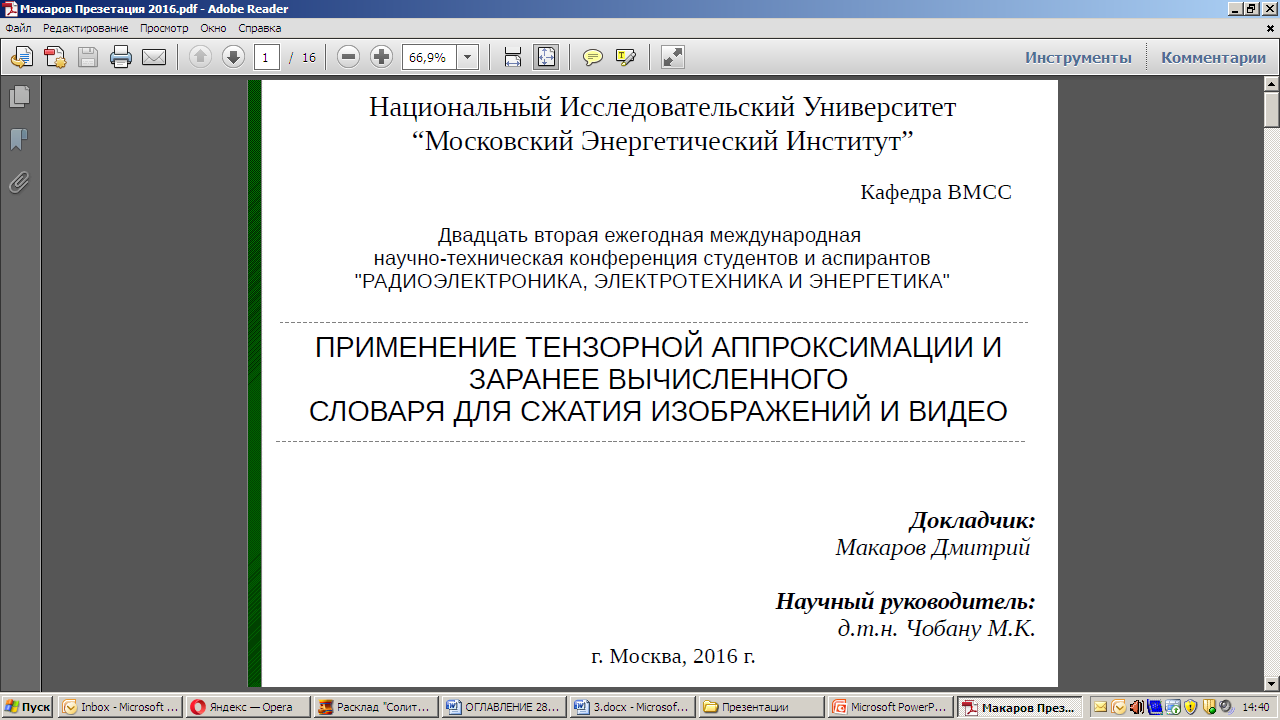 Макаров Презетация 2016.pdf - Adobe Reader
Файл Редактирование Просмотр Окно Справка
1 / 16 66,9% Инструменты Комментарии
Национальный Исследовательский Университет
“Московский Энергетический Институт”
Кафедра ВМСС
Двадцать вторая ежегодная международная
научно-техническая конференция студентов и аспирантов
"РАДИОЭЛЕКТРОНИКА, ЭЛЕКТРОТЕХНИКА И ЭНЕРГЕТИКА"
ПРИМЕНЕНИЕ ТЕНЗОРНОЙ АППРОКСИМАЦИИ И
ЗАРАНЕЕ ВЫЧИСЛЕННОГО
СЛОВАРЯ ДЛЯ СЖАТИЯ ИЗОБРАЖЕНИЙ И ВИДЕО
Докладчик:
Макаров Дмитрий
Научный руководитель:
д.т.н. Чобану М.К.
г. Москва, 2016 г.
Пуск Inbox - Microsoft ... Яндекс — Opera Расклад "Солит... ОГЛАВЛЕНИЕ 28... 3.docx - Microsof... Презентации Microsoft PowerP... Макаров През... 14:40